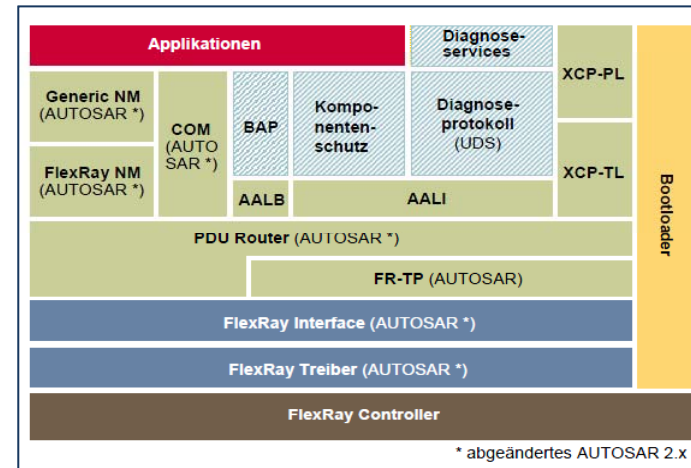 Applikationen
Diagnose-
services
XCP-PL
Generic NM
(AUTOSAR *)
COM
(AUTO
SAR *)
BAP
Kompo-
nenten-
schutz
Diagnose-
protokoll
(UDS)
FlexRay NM
(AUTOSAR *)
XCP-TL
AALB
AALI
Bootloader
PDU Router (AUTOSAR *)
FR-TP (AUTOSAR)
FlexRay Interface (AUTOSAR *)
FlexRay Treiber (AUTOSAR *)
FlexRay Controller
* abgeändertes AUTOSAR 2.x